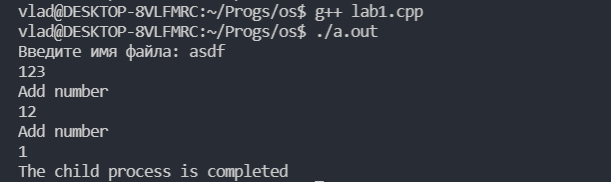 vlad@DESKTOP-8VLFMRC:~/Progs/os$ g++ lab1.cpp
vlad@DESKTOP-8VLFMRC:~/Progs/os$ ./a.out
Введите имя файла: asdf
123
Add number
12
Add number
1
The child process is completed